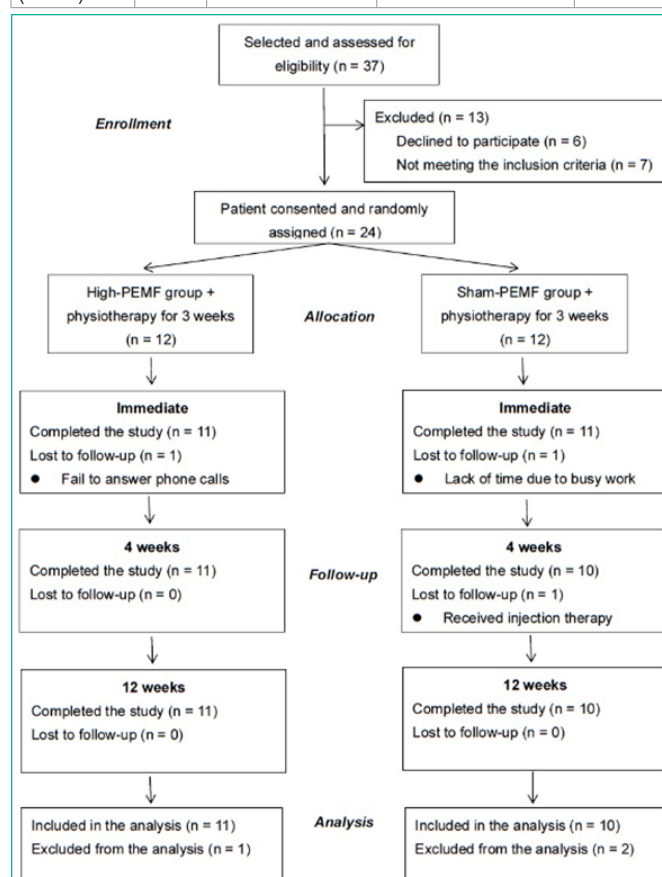 Selected and assessed for
eligibility (n = 37)
Enrollment
Excluded (n = 13)
Declined to participate (n = 6)
Not meeting the inclusion criteria (n = 7)
Patient consented and randomly
assigned (n = 24)
High-PEMF group +
physiotherapy for 3 weeks
(n = 12)
Allocation
Sham-PEMF group +
physiotherapy for 3 weeks
(n = 12)
Immediate
Completed the study (n = 11)
Lost to follow-up (n = 1)
● Fail to answer phone calls
Immediate
Completed the study (n = 11)
Lost to follow-up (n = 1)
● Lack of time due to busy work
4 weeks
Completed the study (n = 11)
Lost to follow-up (n = 0)
Follow-up
4 weeks
Completed the study (n = 10)
Lost to follow-up (n = 1)
● Received injection therapy
12 weeks
Completed the study (n = 11)
Lost to follow-up (n = 0)
12 weeks
Completed the study (n = 10)
Lost to follow-up (n = 0)
Included in the analysis (n = 11)
Excluded from the analysis (n = 1)
Analysis
Included in the analysis (n = 10)
Excluded from the analysis (n = 2)